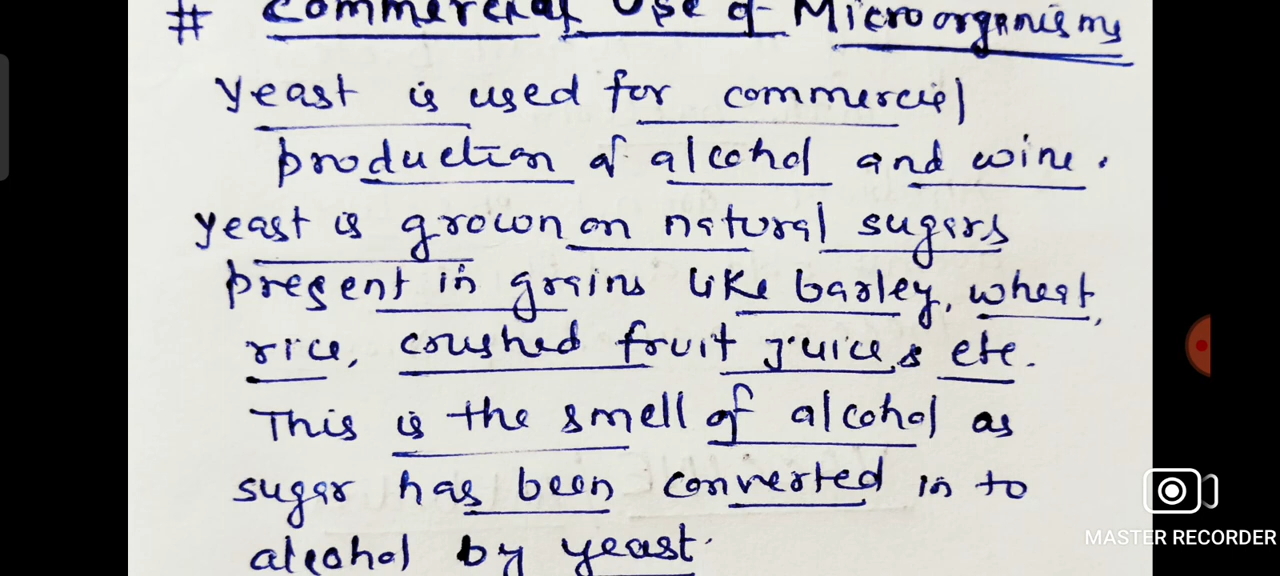 # Commercial Use of Microorganisms
Yeast is used for commercial
production of alcohol and wine.
Yeast is grown on natural sugars
present in grains like barley, wheat,
rice, crushed fruit juices etc.
This is the smell of alcohol as
sugar has been converted in to
alcohol by yeast.
MASTER RECORDER